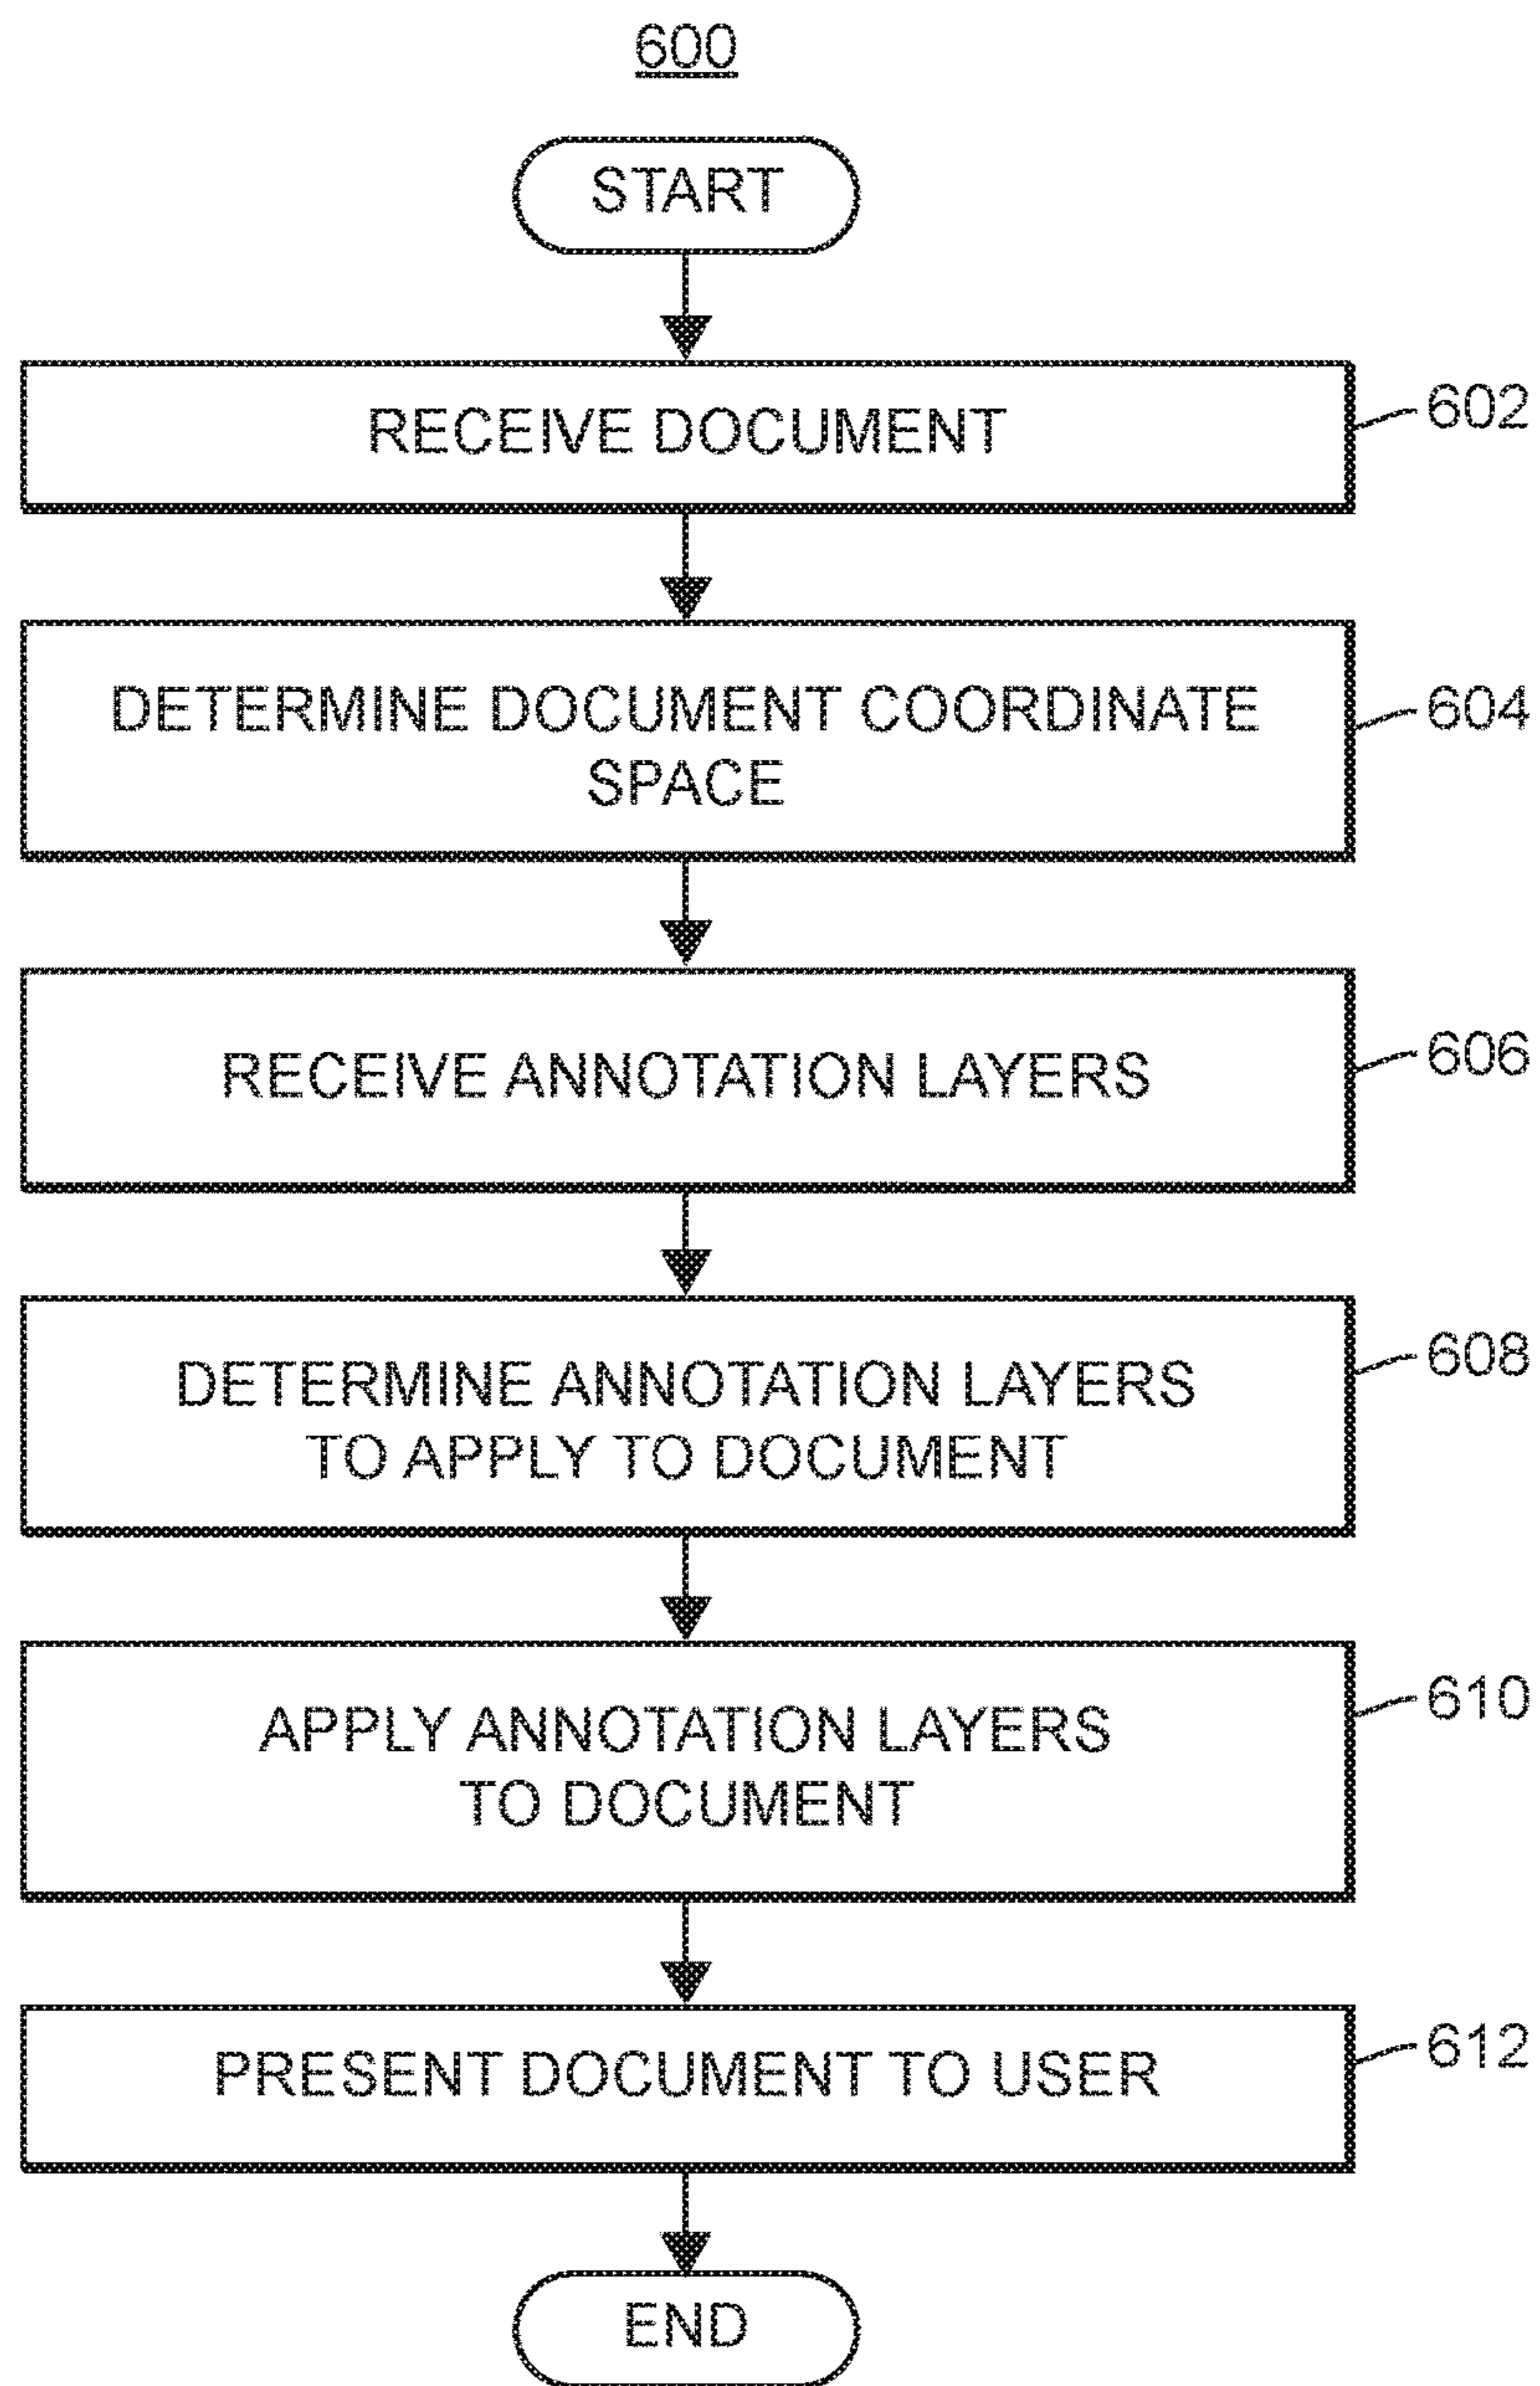 600
START
RECEIVE DOCUMENT
602
DETERMINE DOCUMENT COORDINATE
SPACE
604
RECEIVE ANNOTATION LAYERS
606
DETERMINE ANNOTATION LAYERS
TO APPLY TO DOCUMENT
608
APPLY ANNOTATION LAYERS
TO DOCUMENT
610
PRESENT DOCUMENT TO USER
612
END